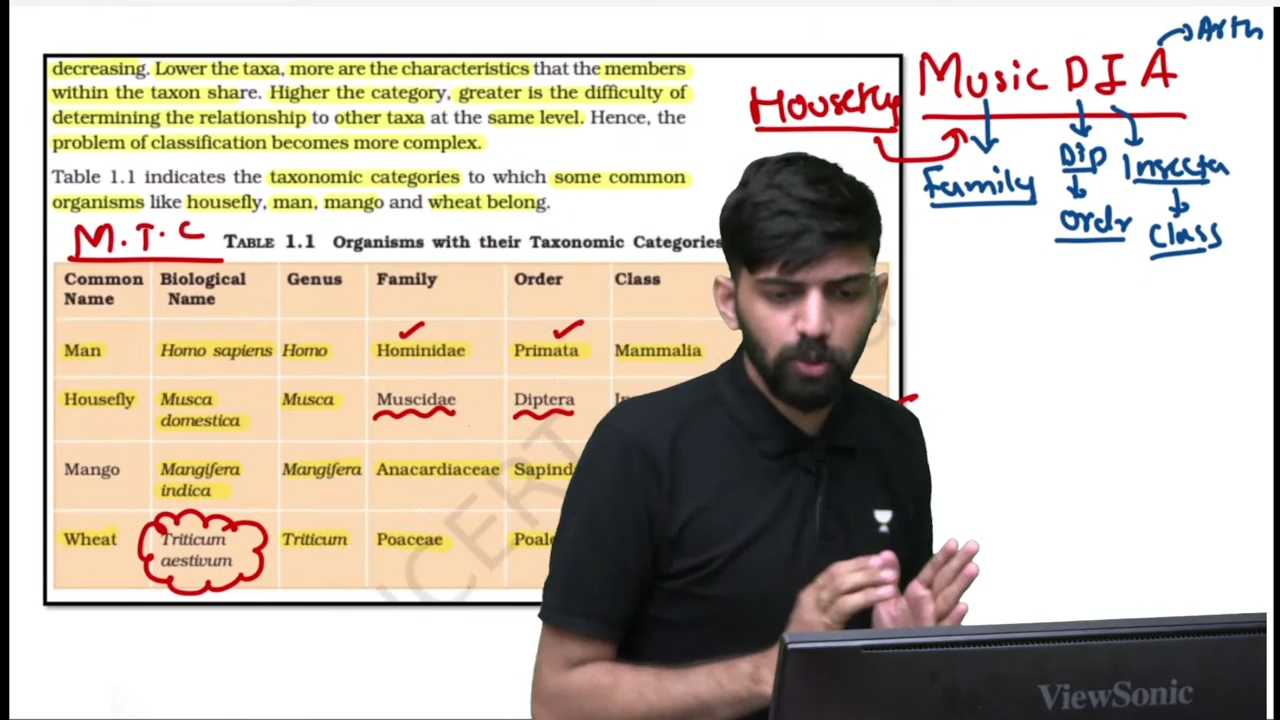 decreasing. Lower the taxa, more are the characteristics that the members
within the taxon share. Higher the category, greater is the difficulty of
determining the relationship to other taxa at the same level. Hence, the
problem of classification becomes more complex.
Table 1.1 indicates the taxonomic categories to which some common
organisms like housefly, man, mango and wheat belong.
M.T.C
TABLE 1.1 Organisms with their Taxonomic Categories
Common Name Biological Name Genus Family Order Class
Man Homo sapiens Homo Hominidae Primata Mammalia
Housefly Musca domestica Musca Muscidae Diptera
Mango Mangifera indica Mangifera Anacardiaceae Sapind
Wheat Triticum aestivum Triticum Poaceae Poale
NCERT
Housefly
Music D I A
Arth
Family
Dip
Order
Insecta
Class
ViewSonic